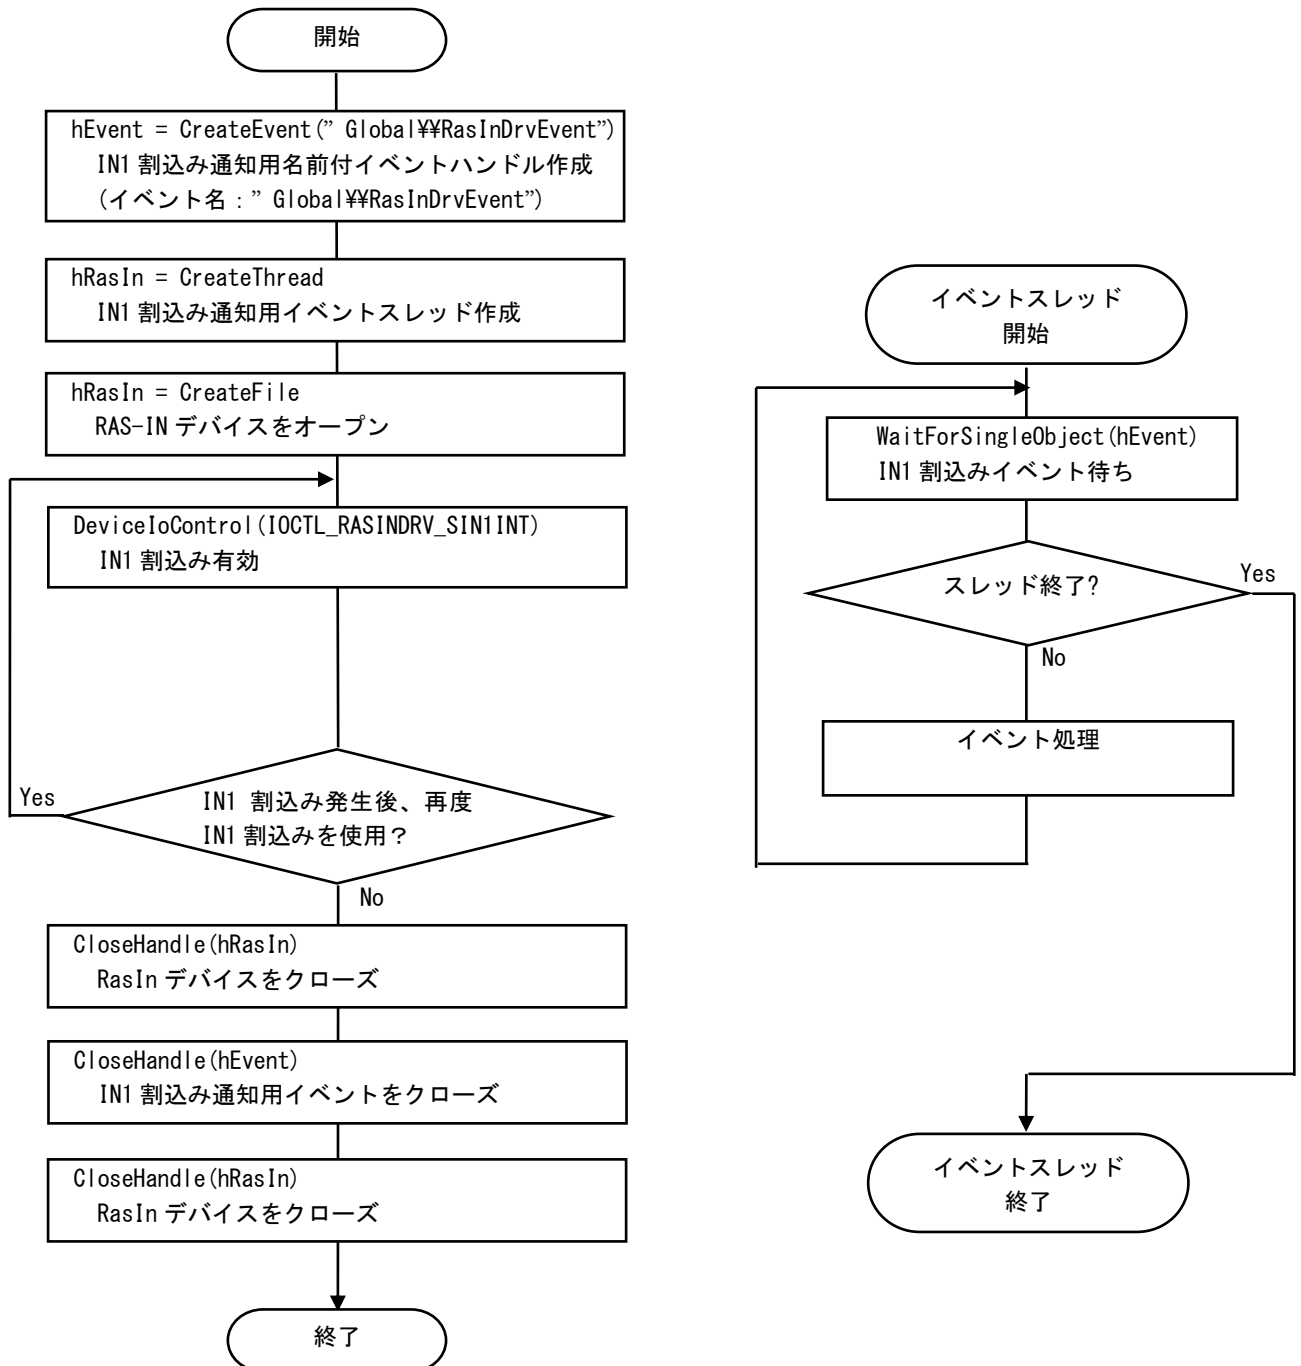 開始
hEvent = CreateEvent(” Global¥¥RasInDrvEvent”)
IN1 割込み通知用名前付イベントハンドル作成
(イベント名：” Global¥¥RasInDrvEvent”)
hRasIn = CreateThread
IN1 割込み通知用イベントスレッド作成
hRasIn = CreateFile
RAS-IN デバイスをオープン
DeviceIoControl(IOCTL_RASINDRV_SIN1INT)
IN1 割込み有効
Yes
IN1 割込み発生後、再度
IN1 割込みを使用？
No
CloseHandle(hRasIn)
RasIn デバイスをクローズ
CloseHandle(hEvent)
IN1 割込み通知用イベントをクローズ
CloseHandle(hRasIn)
RasIn デバイスをクローズ
終了
イベントスレッド
開始
WaitForSingleObject(hEvent)
IN1 割込みイベント待ち
スレッド終了?
Yes
No
イベント処理
イベントスレッド
終了